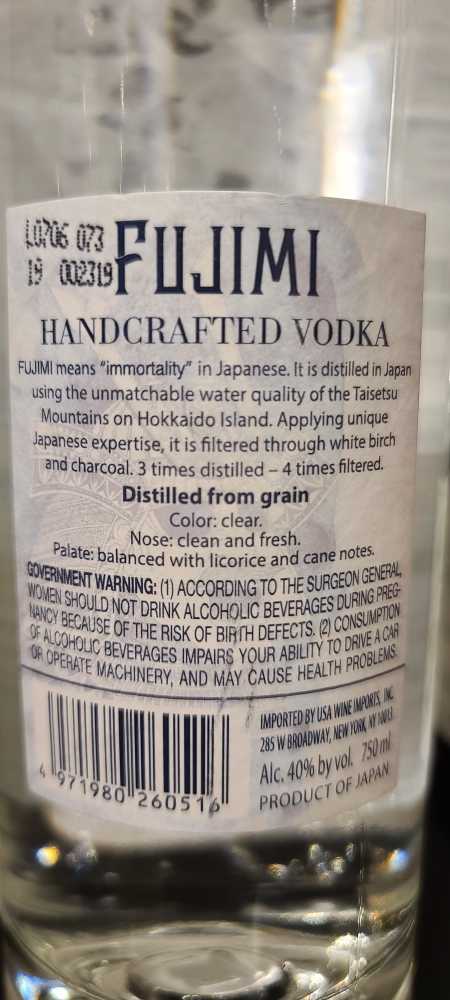 L0706 073
19 002319
FUJIMI
HANDCRAFTED VODKA
FUJIMI means "immortality" in Japanese. It is distilled in Japan
using the unmatchable water quality of the Taisetsu
Mountains on Hokkaido Island. Applying unique
Japanese expertise, it is filtered through white birch
and charcoal. 3 times distilled – 4 times filtered.
Distilled from grain
Color: clear.
Nose: clean and fresh.
Palate: balanced with licorice and cane notes.
GOVERNMENT WARNING: (1) ACCORDING TO THE SURGEON GENERAL,
WOMEN SHOULD NOT DRINK ALCOHOLIC BEVERAGES DURING PREG-
NANCY BECAUSE OF THE RISK OF BIRTH DEFECTS. (2) CONSUMPTION
OF ALCOHOLIC BEVERAGES IMPAIRS YOUR ABILITY TO DRIVE A CAR
OR OPERATE MACHINERY, AND MAY CAUSE HEALTH PROBLEMS.
4 971980 260516
IMPORTED BY USA WINE IMPORTS, INC.
285 W BROADWAY, NEW YORK, NY 10013
Alc. 40% by vol. 750 ml
PRODUCT OF JAPAN